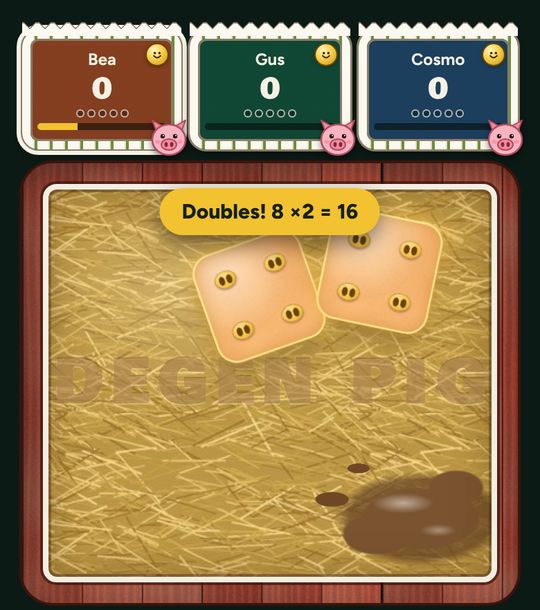 Bea
0
Gus
0
Cosmo
0
Doubles! 8 ×2 = 16
DEGEN PIG